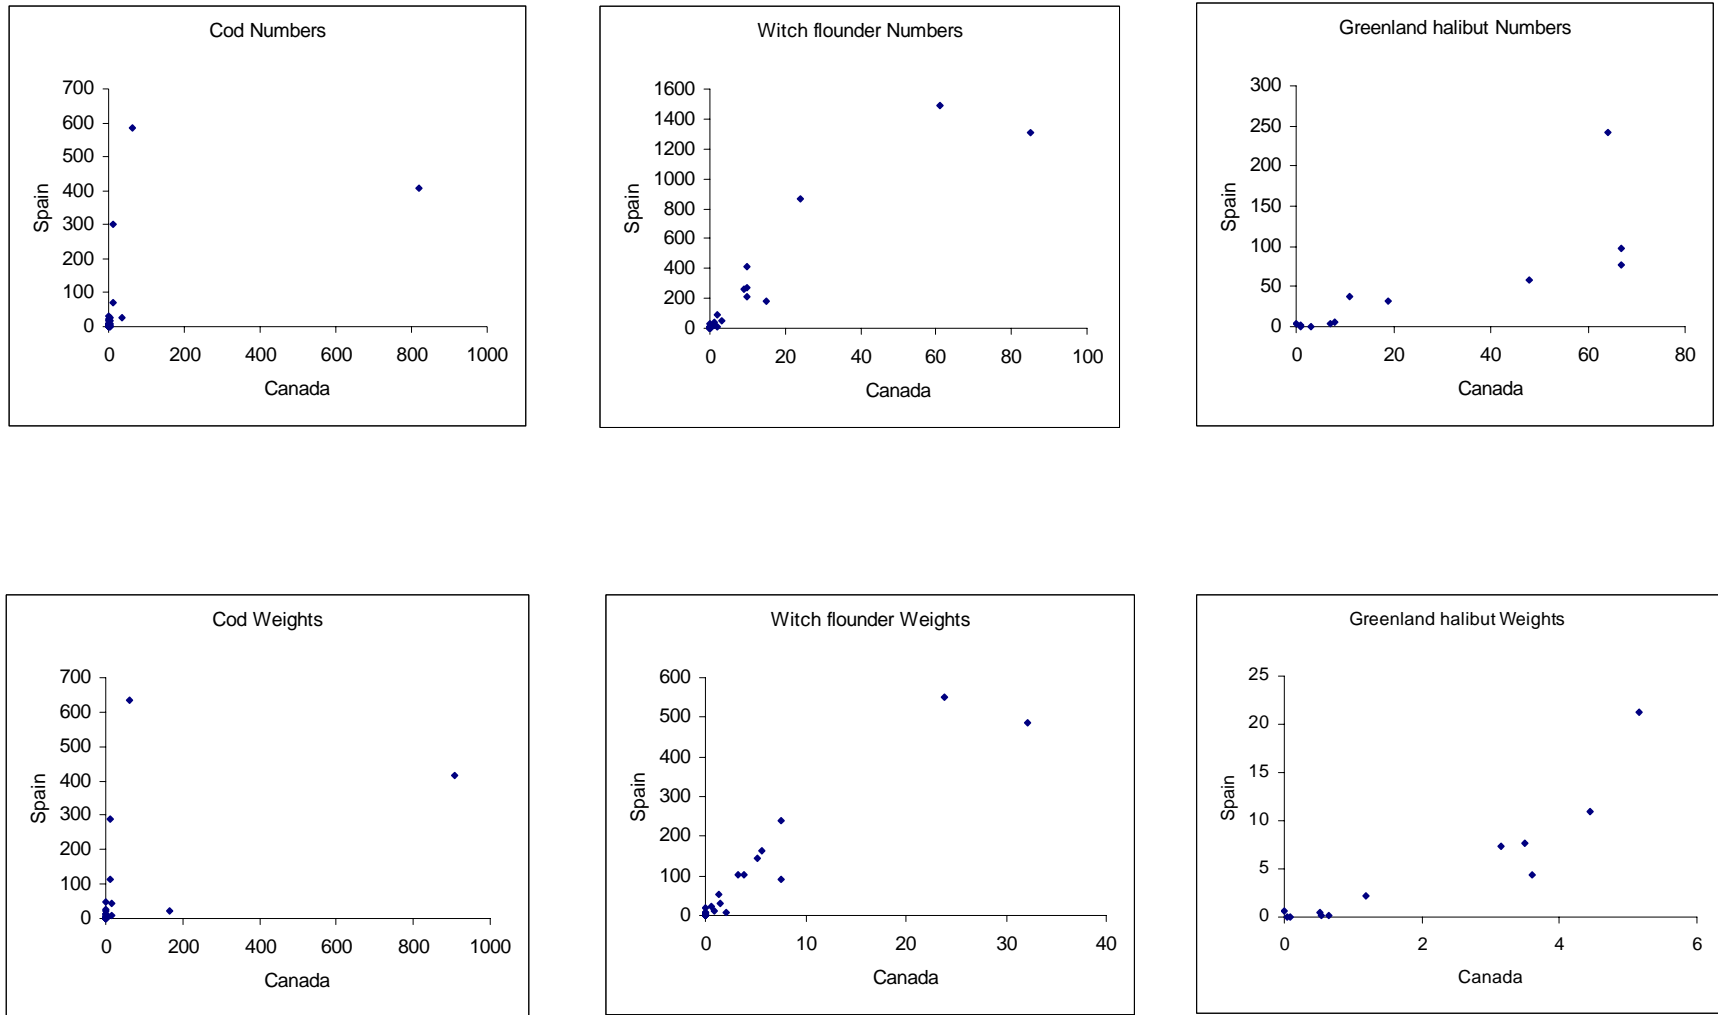 Cod Numbers
700
600
500
400
300
200
100
0
Spain
0 200 400 600 800 1000
Canada
Witch flounder Numbers
1600
1400
1200
1000
800
600
400
200
0
Spain
0 20 40 60 80 100
Canada
Greenland halibut Numbers
300
250
200
150
100
50
0
Spain
0 20 40 60 80
Canada
Cod Weights
700
600
500
400
300
200
100
0
Spain
0 200 400 600 800 1000
Canada
Witch flounder Weights
600
500
400
300
200
100
0
Spain
0 10 20 30 40
Canada
Greenland halibut Weights
25
20
15
10
5
0
Spain
0 2 4 6
Canada